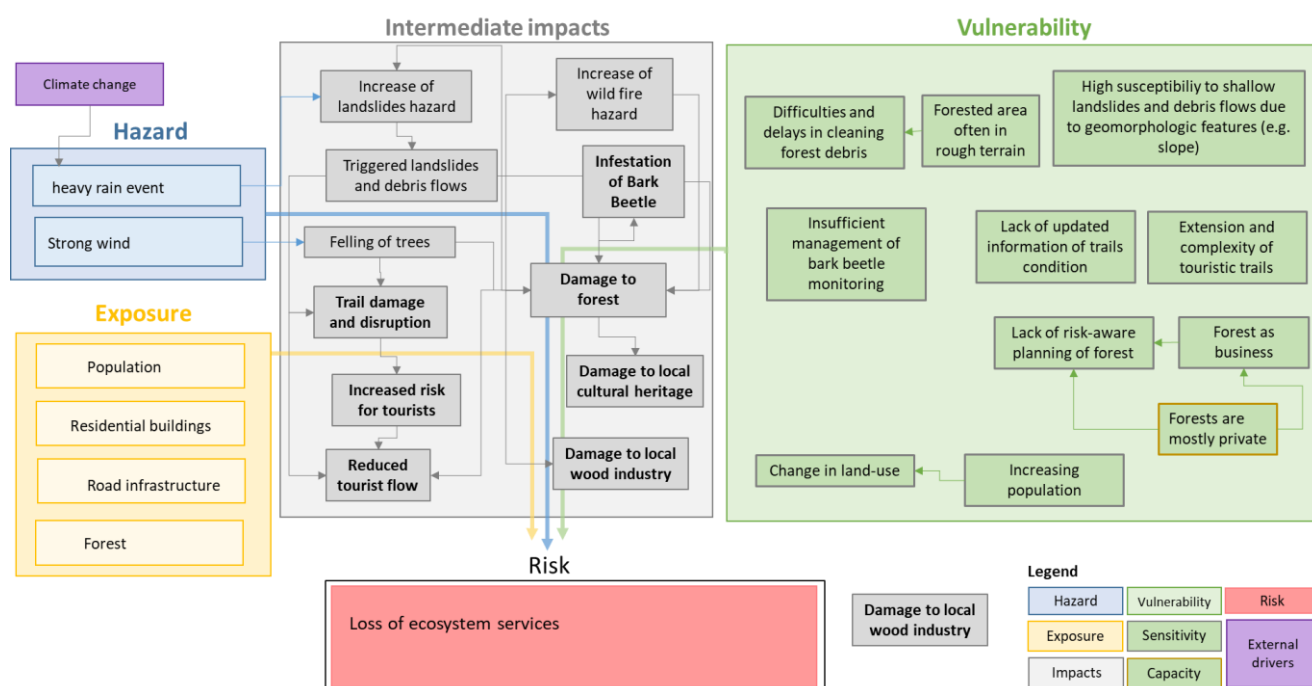 Intermediate impacts
Vulnerability
Climate change
Hazard
heavy rain event
Strong wind
Exposure
Population
Residential buildings
Road infrastructure
Forest
Increase of
landslides hazard
Triggered landslides
and debris flows
Felling of trees
Trail damage
and disruption
Increased risk
for tourists
Reduced
tourist flow
Increase of
wild fire
hazard
Infestation
of Bark
Beetle
Damage to
forest
Damage to local
cultural heritage
Damage to local
wood industry
Difficulties and
delays in cleaning
forest debris
Forested area
often in
rough terrain
High susceptibiliy to shallow
landslides and debris flows due
to geomorphologic features (e.g.
slope)
Insufficient
management of
bark beetle
monitoring
Lack of updated
information of trails
condition
Extension and
complexity of
touristic trails
Lack of risk-aware
planning of forest
Forest as
business
Forests are
mostly private
Change in land-use
Increasing
population
Risk
Loss of ecosystem services
Damage to local
wood industry
Legend
Hazard
Vulnerability
Risk
Exposure
Sensitivity
External
drivers
Impacts
Capacity